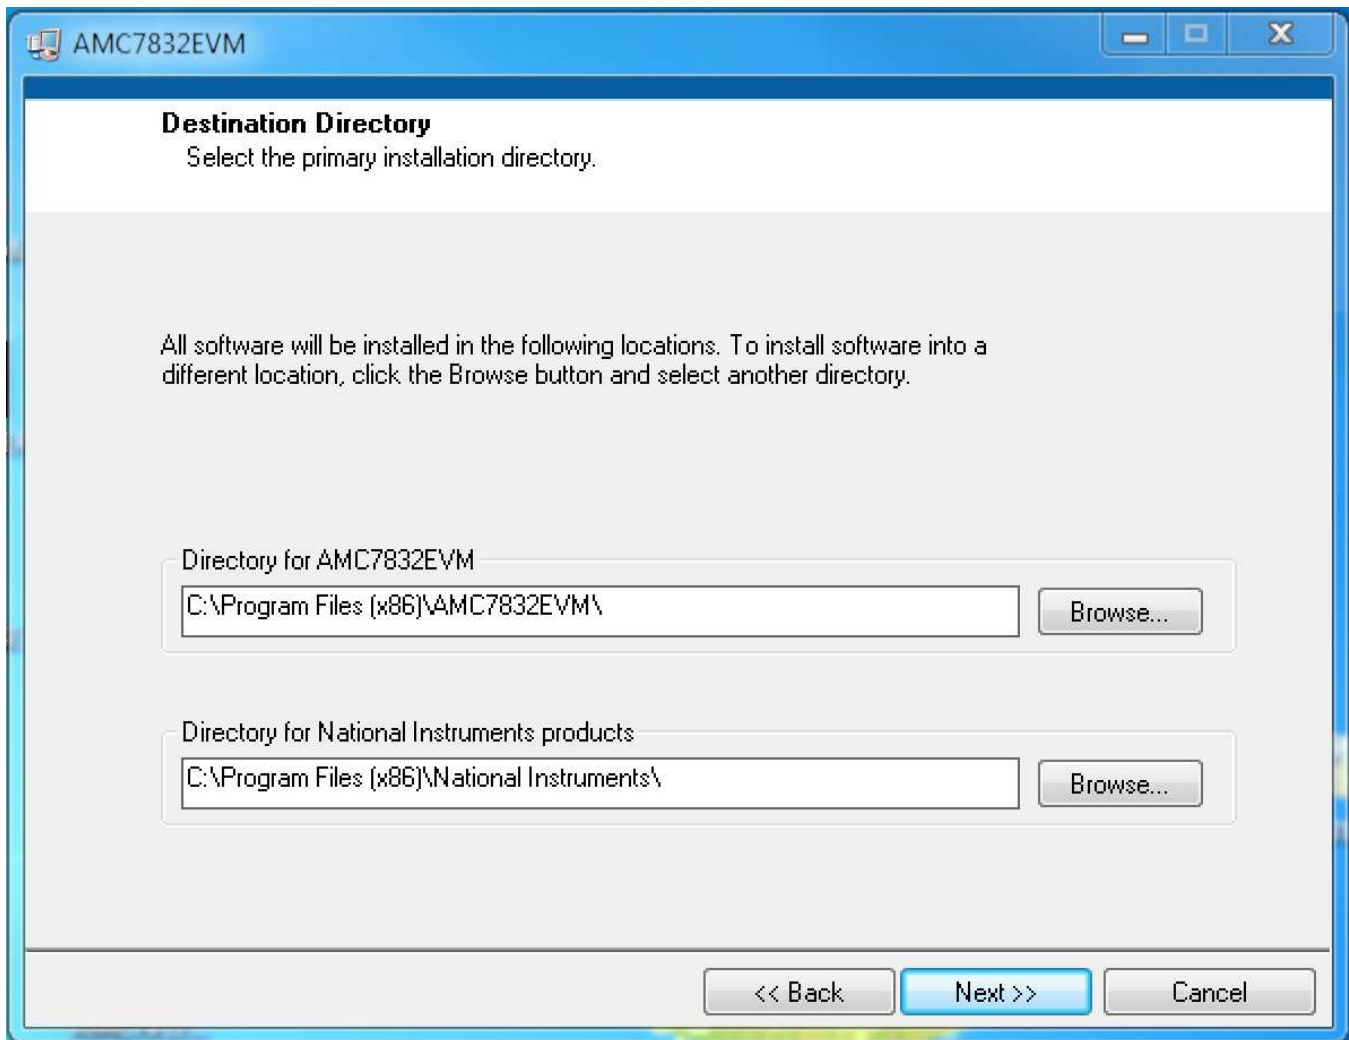 AMC7832EVM
Destination Directory
Select the primary installation directory.
All software will be installed in the following locations. To install software into a
different location, click the Browse button and select another directory.
Directory for AMC7832EVM
C:\Program Files (x86)\AMC7832EVM\
Browse...
Directory for National Instruments products
C:\Program Files (x86)\National Instruments\
Browse...
<< Back
Next >>
Cancel